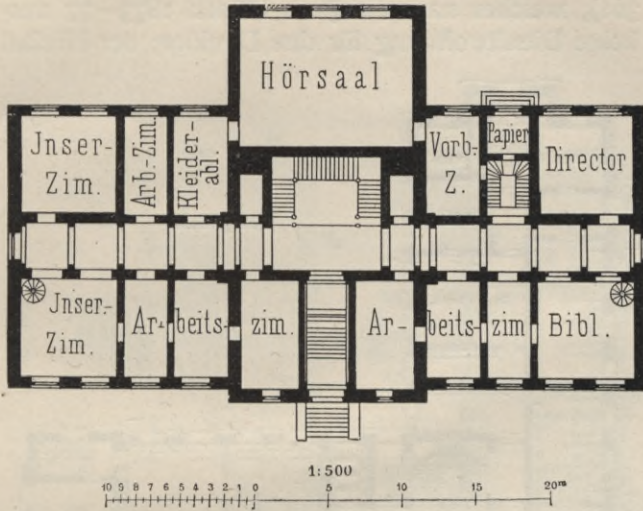 Hörsaal
Jnser-
Zim.
Arb.-Zim.
Kleider-
abl.
Vorb.-
Z.
Papier
Director
Jnser-
Zim.
Ar-
beits-
zim.
Ar-
beits-
zim
Bibl.
1:500
10 9 8 7 6 5 4 3 2 1 0 5 10 15 20m